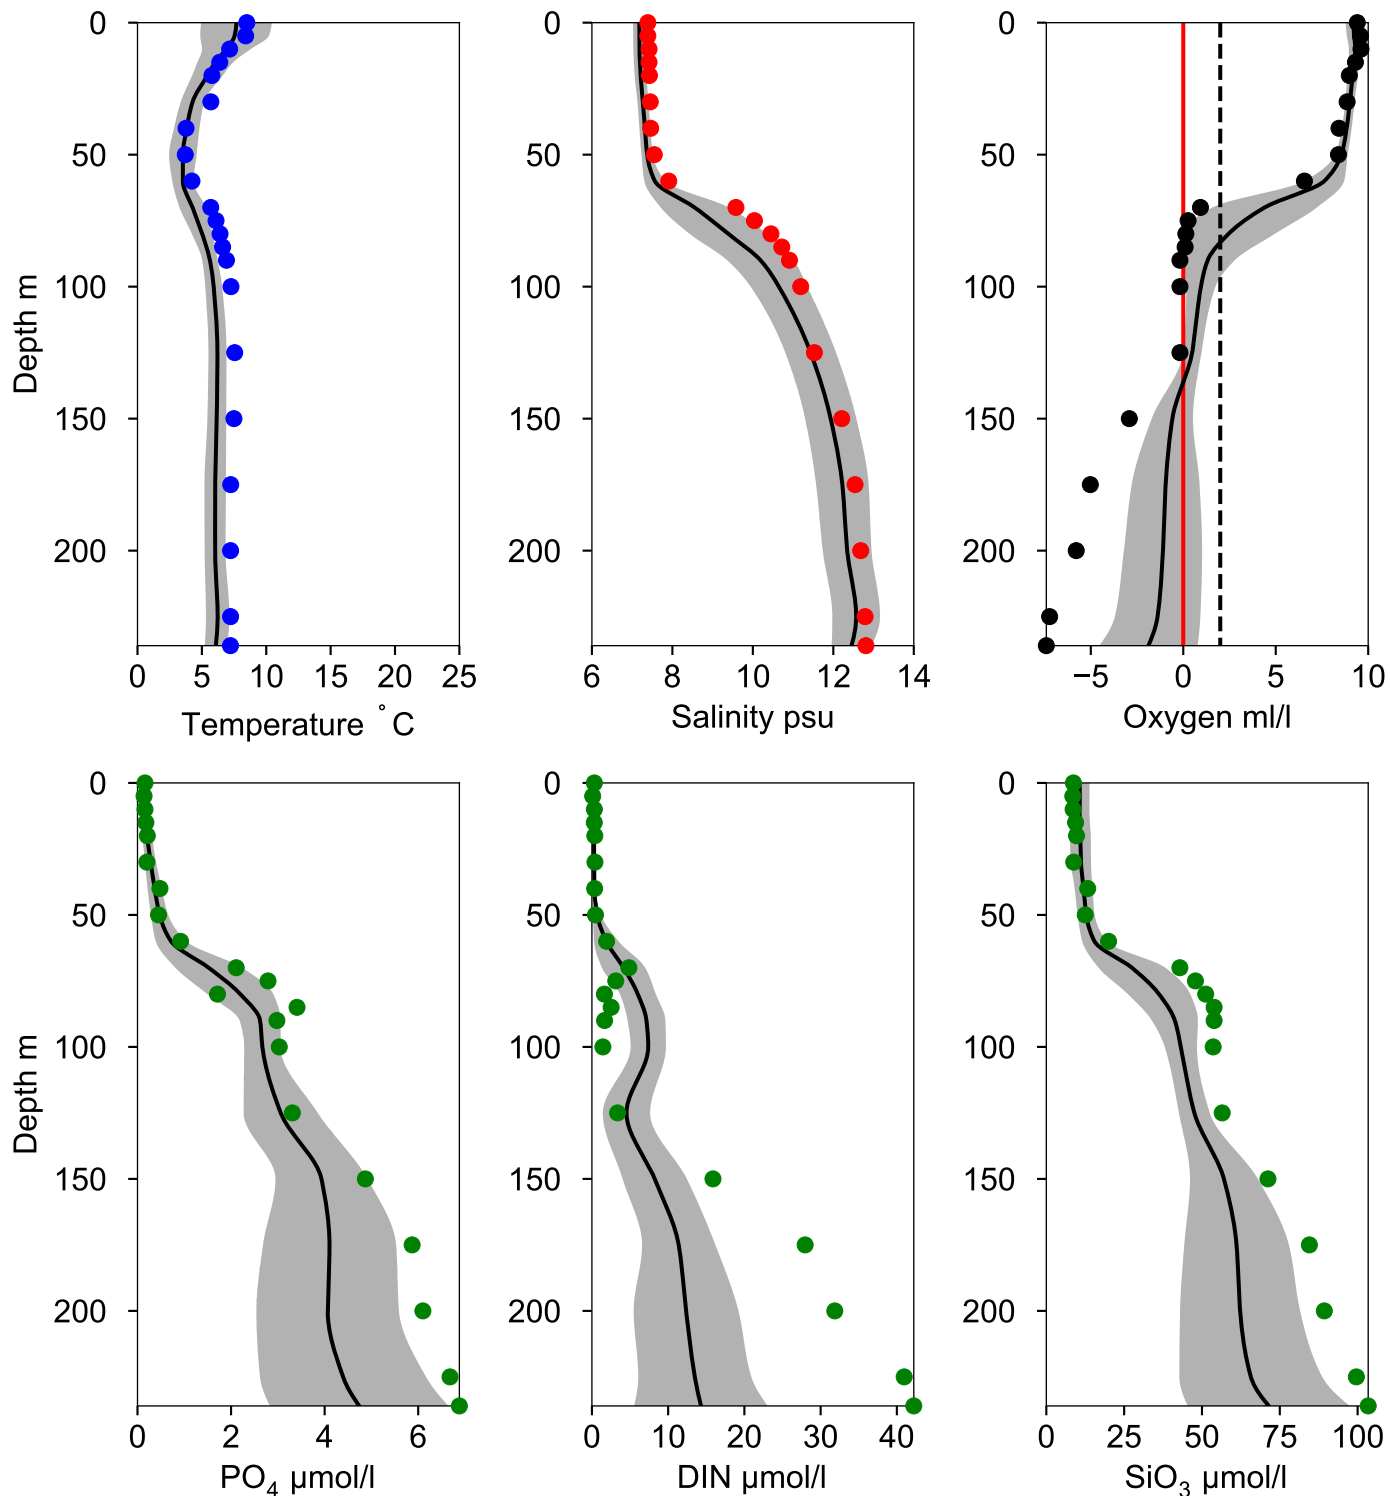 0
50
100
150
200
Depth m
0 5 10 15 20 25
Temperature °C
0
50
100
150
200
6 8 10 12 14
Salinity psu
0
50
100
150
200
−5 0 5 10
Oxygen ml/l
0
50
100
150
200
Depth m
0 2 4 6
PO₄ µmol/l
0
50
100
150
200
0 10 20 30 40
DIN µmol/l
0
50
100
150
200
0 25 50 75 100
SiO₃ µmol/l